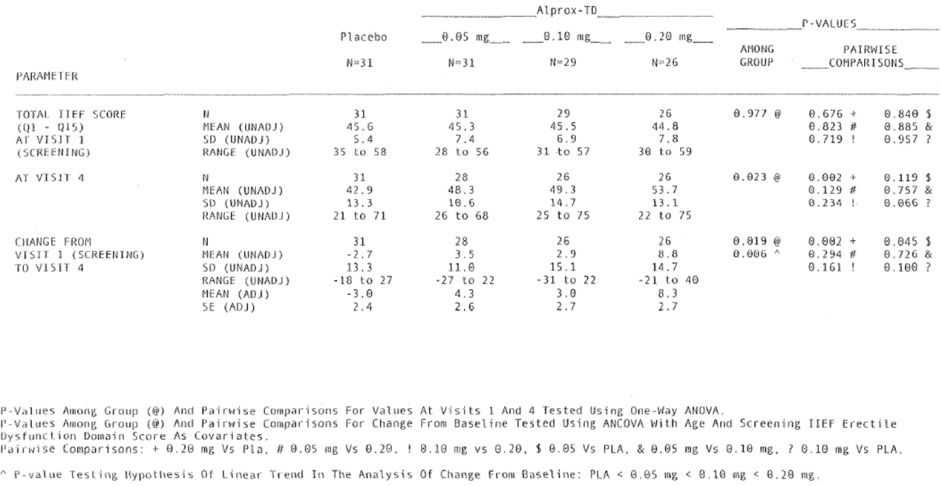 Alprox-TD
P-VALUES
Placebo 0.05 mg 0.10 mg 0.20 mg
AMONG PAIRWISE
N=31 N=31 N=29 N=26 GROUP COMPARISONS
PARAMETER
TOTAL IIEF SCORE N 31 31 29 26 0.977 @ 0.676 + 0.840 $
(Q1 - Q15) MEAN (UNADJ) 45.6 45.3 45.5 44.8 0.823 # 0.885 &
AT VISIT 1 SD (UNADJ) 5.4 7.4 6.9 7.8 0.719 ! 0.957 ?
(SCREENING) RANGE (UNADJ) 35 to 58 28 to 56 31 to 57 30 to 59
AT VISIT 4 N 31 28 26 26 0.023 @ 0.002 + 0.119 $
MEAN (UNADJ) 42.9 48.3 49.3 53.7 0.129 # 0.757 &
SD (UNADJ) 13.3 10.6 14.7 13.1 0.234 ! 0.066 ?
RANGE (UNADJ) 21 to 71 26 to 68 25 to 75 22 to 75
CHANGE FROM N 31 28 26 26 0.019 @ 0.002 + 0.045 $
VISIT 1 (SCREENING) MEAN (UNADJ) -2.7 3.5 2.9 8.8 0.006 ^ 0.294 # 0.726 &
TO VISIT 4 SD (UNADJ) 13.3 11.0 15.1 14.7 0.161 ! 0.100 ?
RANGE (UNADJ) -18 to 27 -27 to 22 -31 to 22 -21 to 40
MEAN (ADJ) -3.0 4.3 3.0 8.3
SE (ADJ) 2.4 2.6 2.7 2.7
P-Values Among Group (@) And Pairwise Comparisons For Values At Visits 1 And 4 Tested Using One-Way ANOVA.
P-Values Among Group (@) And Pairwise Comparisons For Change From Baseline Tested Using ANCOVA With Age And Screening IIEF Erectile
Dysfunction Domain Score As Covariates.
Pairwise Comparisons: + 0.20 mg Vs Pla, # 0.05 mg Vs 0.20, ! 0.10 mg vs 0.20, $ 0.05 Vs PLA, & 0.05 mg Vs 0.10 mg, ? 0.10 mg Vs PLA.
^ P-value Testing Hypothesis Of Linear Trend In The Analysis Of Change From Baseline: PLA < 0.05 mg < 0.10 mg < 0.20 mg.